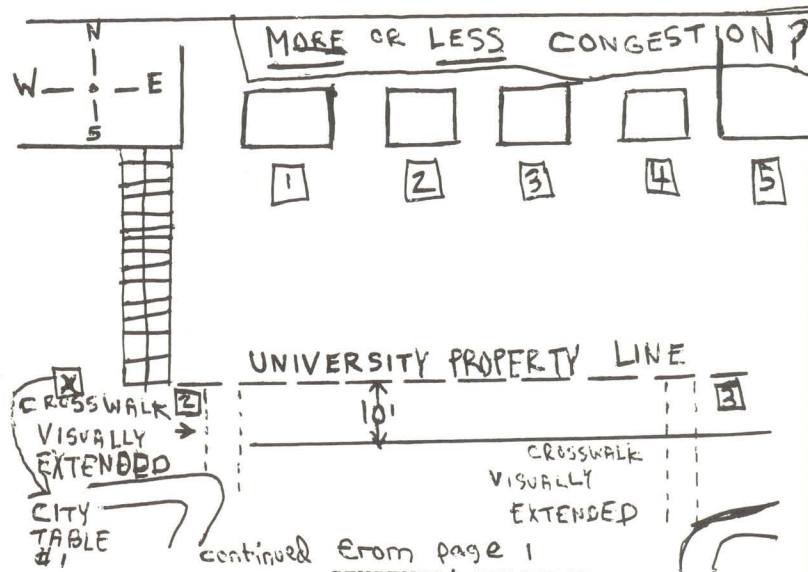 MORE OR LESS CONGESTION?
N
W E
S
1 2 3 4 5
UNIVERSITY PROPERTY LINE
X
CROSSWALK 2
VISUALLY
EXTENDED
10'
3
CROSSWALK
VISUALLY
EXTENDED
CITY
TABLE
#1
continued from page 1